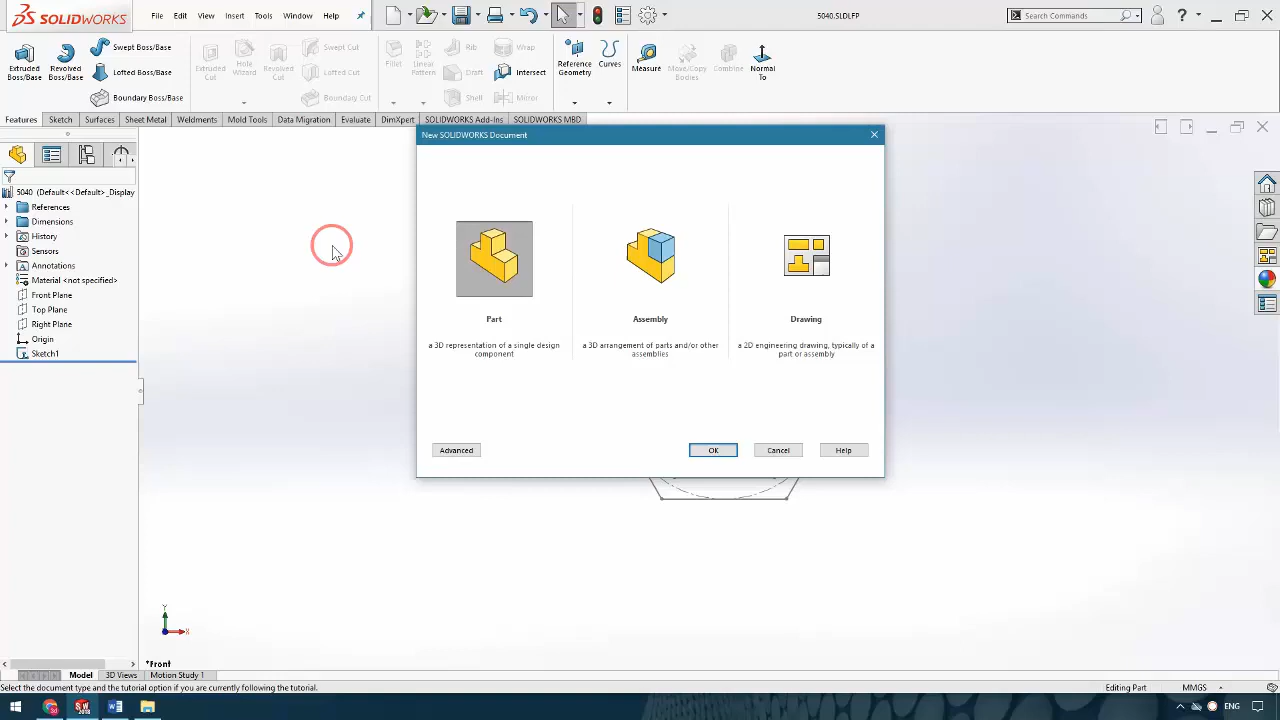 SOLIDWORKS File Edit View Insert Tools Window Help 5040.SLDLFP Search Commands
Extruded Boss/Base Revolved Boss/Base Swept Boss/Base Lofted Boss/Base Boundary Boss/Base Extruded Cut Hole Wizard Revolved Cut Swept Cut Lofted Cut Boundary Cut Fillet Linear Pattern Rib Draft Shell Wrap Intersect Mirror Reference Geometry Curves Measure Move/Copy Bodies Combine Normal To
Features Sketch Surfaces Sheet Metal Weldments Mold Tools Data Migration Evaluate DimXpert SOLIDWORKS Add-Ins SOLIDWORKS MBD
5040 (Default<<Default>_Display
References
Dimensions
History
Sensors
Annotations
Material <not specified>
Front Plane
Top Plane
Right Plane
Origin
Sketch1
New SOLIDWORKS Document
Part
a 3D representation of a single design
component
Assembly
a 3D arrangement of parts and/or other
assemblies
Drawing
a 2D engineering drawing, typically of a
part or assembly
Advanced OK Cancel Help
Y
X
*Front
Model 3D Views Motion Study 1
Select the document type and the tutorial option if you are currently following the tutorial. Editing Part MMGS
ENG